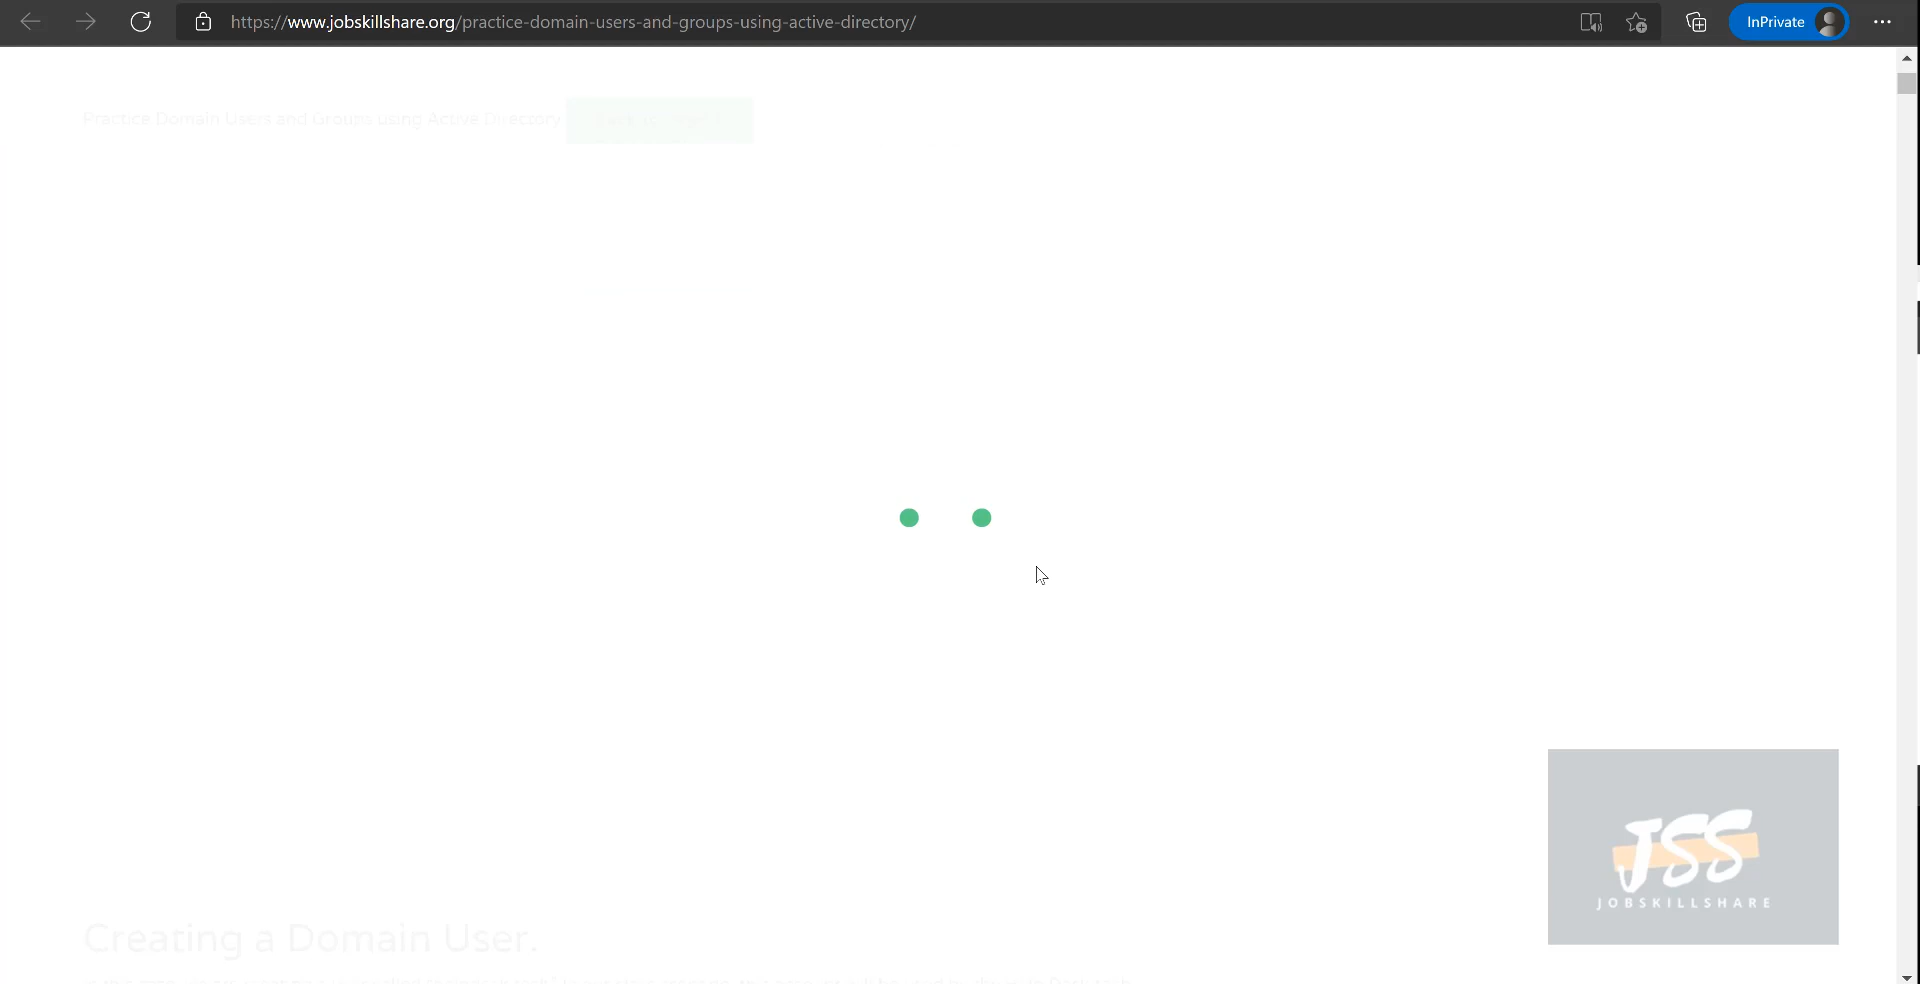 https://www.jobskillshare.org/practice-domain-users-and-groups-using-active-directory/
InPrivate
Practice Domain Users and Groups using Active Directory
JSS
JOBSKILLSHARE
Creating a Domain User.